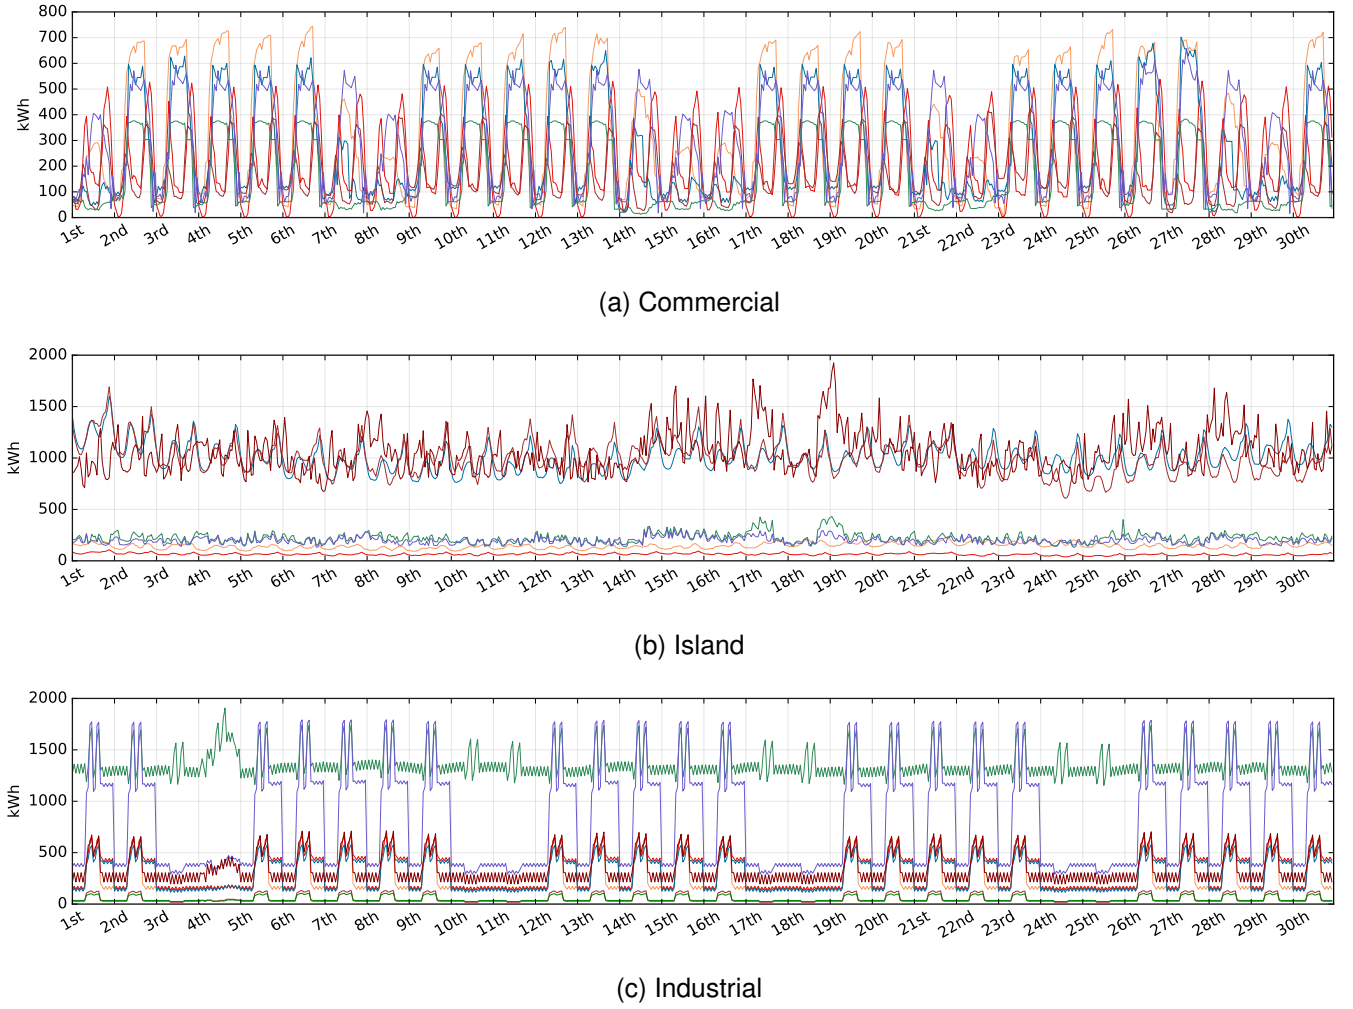 800
700
600
500
400
300
200
100
0
kWh
1st 2nd 3rd 4th 5th 6th 7th 8th 9th 10th 11th 12th 13th 14th 15th 16th 17th 18th 19th 20th 21st 22nd 23rd 24th 25th 26th 27th 28th 29th 30th
(a) Commercial
2000
1500
1000
500
0
kWh
1st 2nd 3rd 4th 5th 6th 7th 8th 9th 10th 11th 12th 13th 14th 15th 16th 17th 18th 19th 20th 21st 22nd 23rd 24th 25th 26th 27th 28th 29th 30th
(b) Island
2000
1500
1000
500
0
kWh
1st 2nd 3rd 4th 5th 6th 7th 8th 9th 10th 11th 12th 13th 14th 15th 16th 17th 18th 19th 20th 21st 22nd 23rd 24th 25th 26th 27th 28th 29th 30th
(c) Industrial